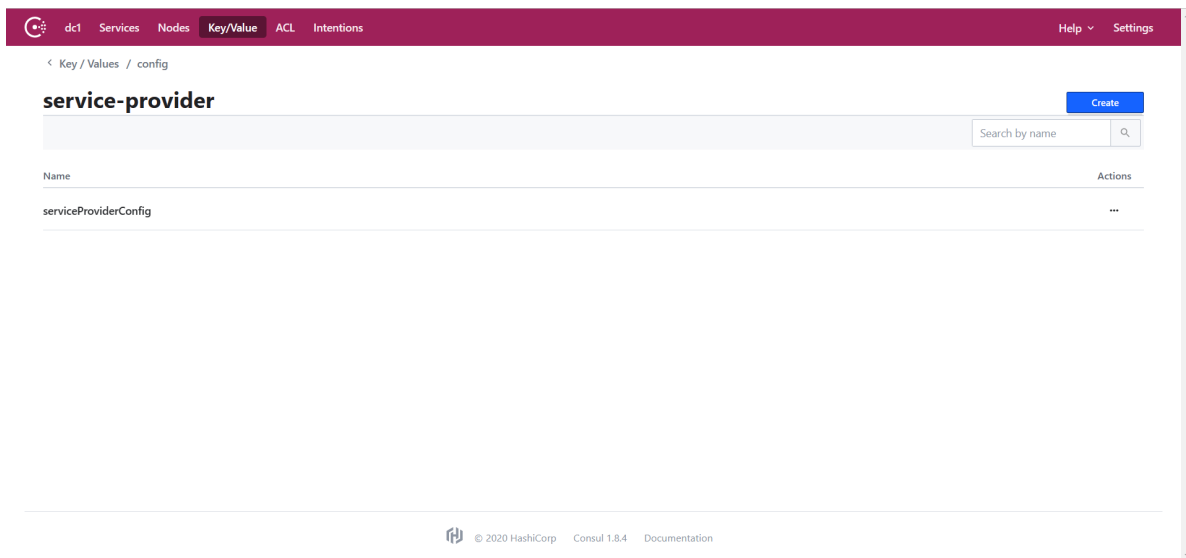 dc1 Services Nodes Key/Value ACL Intentions Help Settings
Key / Values / config
service-provider
Create
Search by name
Name Actions
serviceProviderConfig ...
© 2020 HashiCorp Consul 1.8.4 Documentation